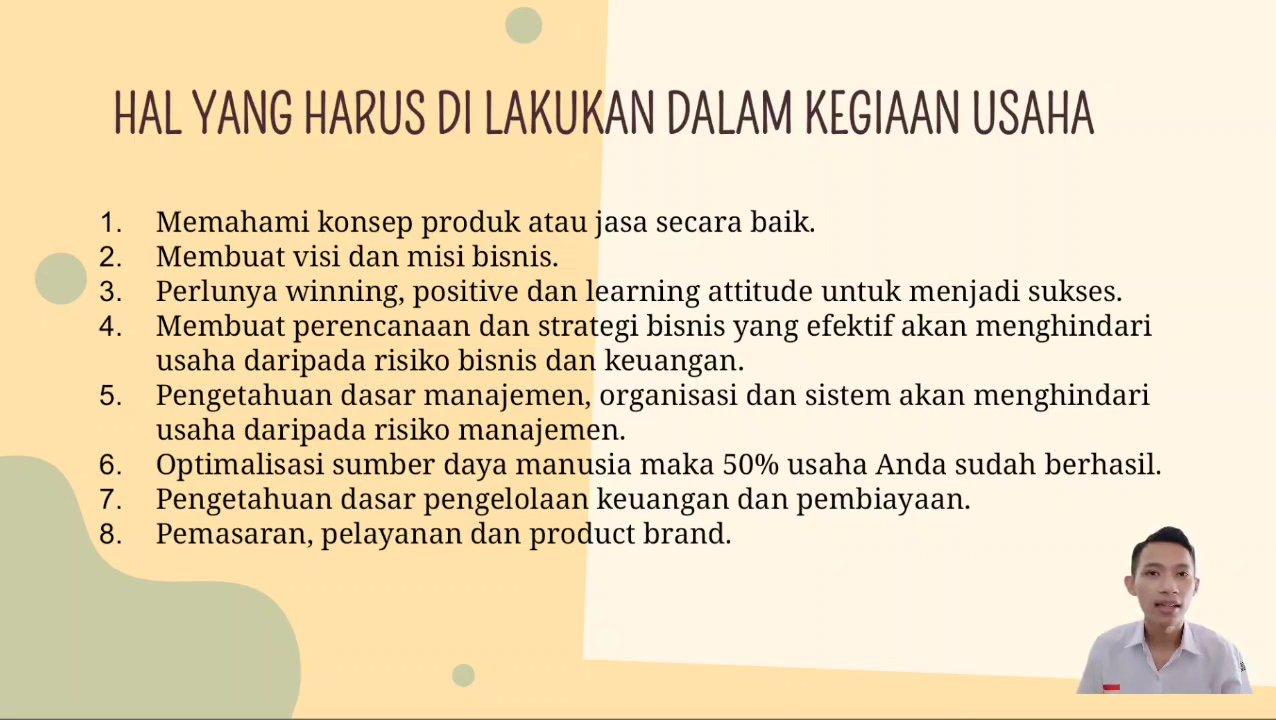 HAL YANG HARUS DI LAKUKAN DALAM KEGIAAN USAHA
1. Memahami konsep produk atau jasa secara baik.
2. Membuat visi dan misi bisnis.
3. Perlunya winning, positive dan learning attitude untuk menjadi sukses.
4. Membuat perencanaan dan strategi bisnis yang efektif akan menghindari
usaha daripada risiko bisnis dan keuangan.
5. Pengetahuan dasar manajemen, organisasi dan sistem akan menghindari
usaha daripada risiko manajemen.
6. Optimalisasi sumber daya manusia maka 50% usaha Anda sudah berhasil.
7. Pengetahuan dasar pengelolaan keuangan dan pembiayaan.
8. Pemasaran, pelayanan dan product brand.